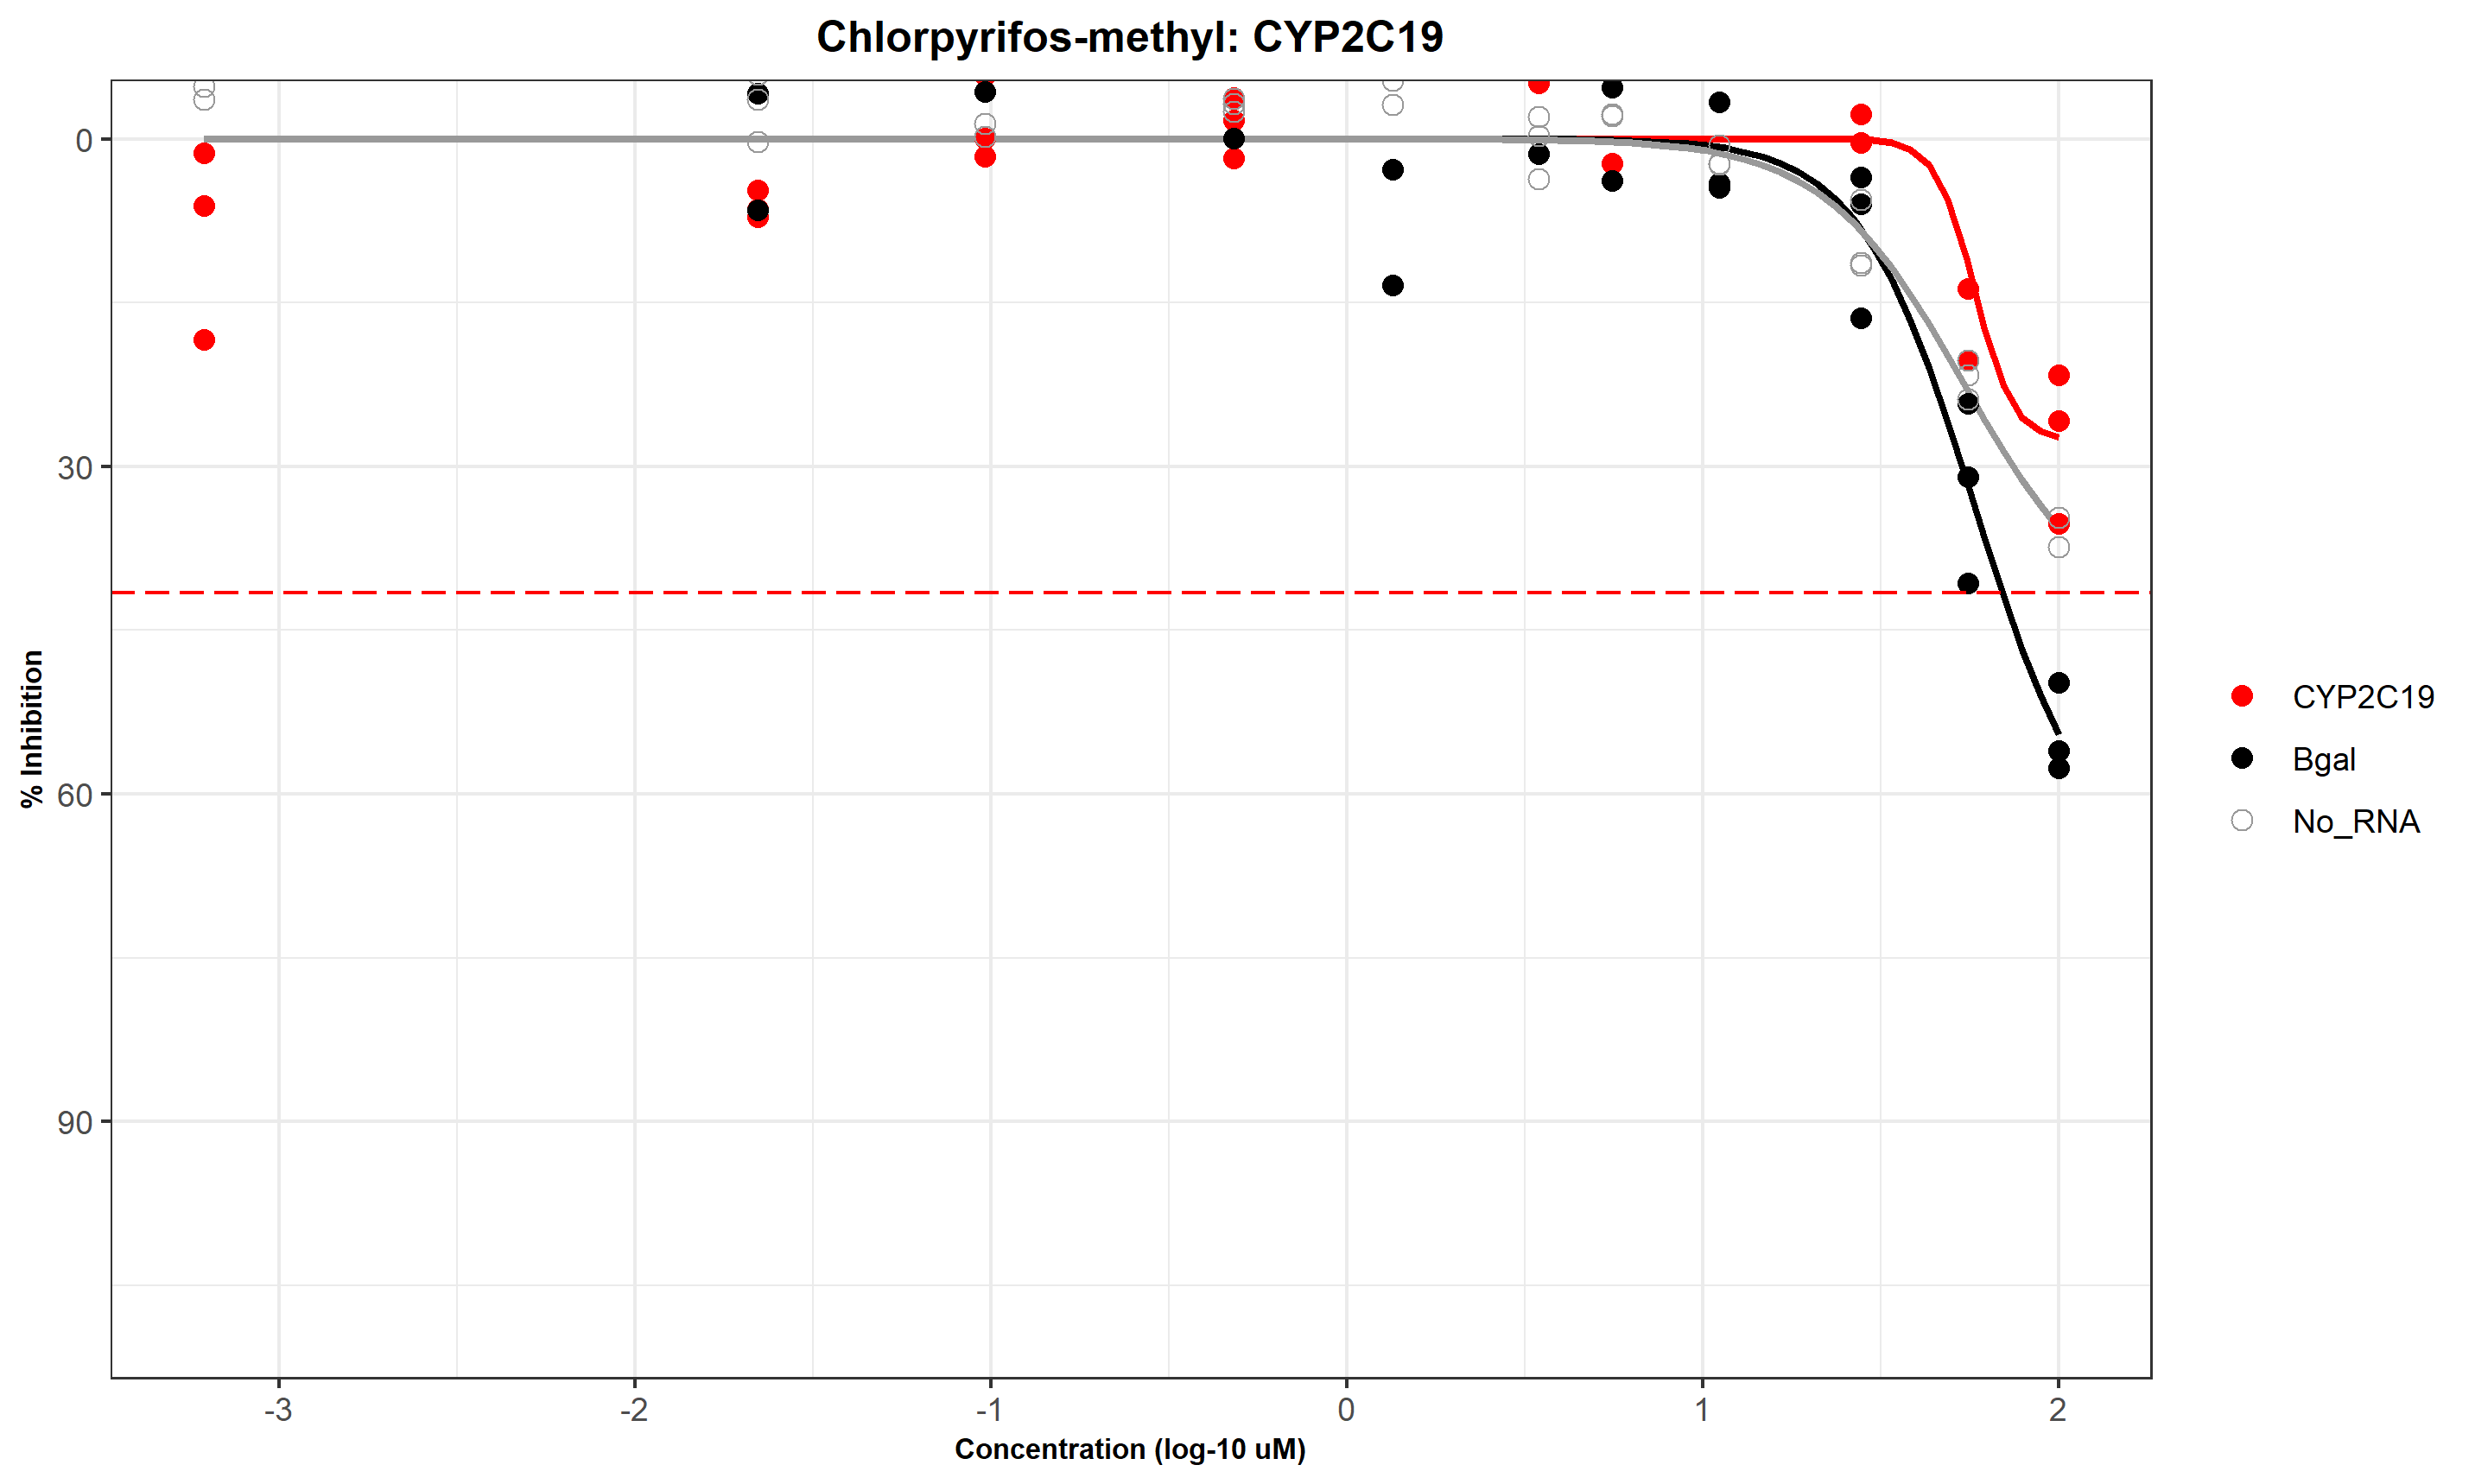 Chlorpyrifos-methyl: CYP2C19
% Inhibition
0
30
60
90
-3
-2
-1
0
1
2
Concentration (log-10 uM)
CYP2C19
Bgal
No_RNA